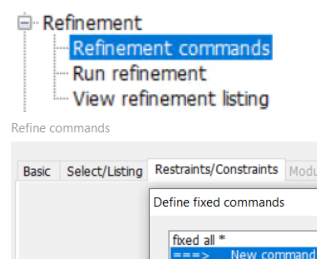 Refinement
Refinement commands
Run refinement
View refinement listing
Refine commands
Basic Select/Listing Restraints/Constraints Modu
Define fixed commands
fixed all *
===> New command